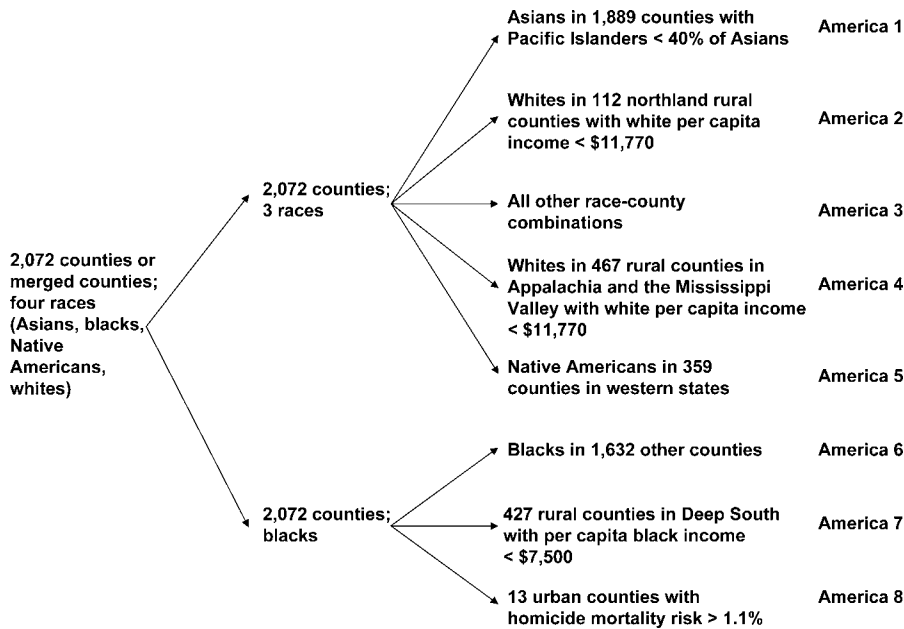 Asians in 1,889 counties with
Pacific Islanders < 40% of Asians
America 1
Whites in 112 northland rural
counties with white per capita
income < $11,770
America 2
2,072 counties;
3 races
All other race-county
combinations
America 3
2,072 counties or
merged counties;
four races
(Asians, blacks,
Native
Americans,
whites)
Whites in 467 rural counties in
Appalachia and the Mississippi
Valley with white per capita income
< $11,770
America 4
Native Americans in 359
counties in western states
America 5
Blacks in 1,632 other counties
America 6
2,072 counties;
blacks
427 rural counties in Deep South
with per capita black income
< $7,500
America 7
13 urban counties with
homicide mortality risk > 1.1%
America 8